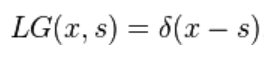 LG(x, s) = δ(x − s)